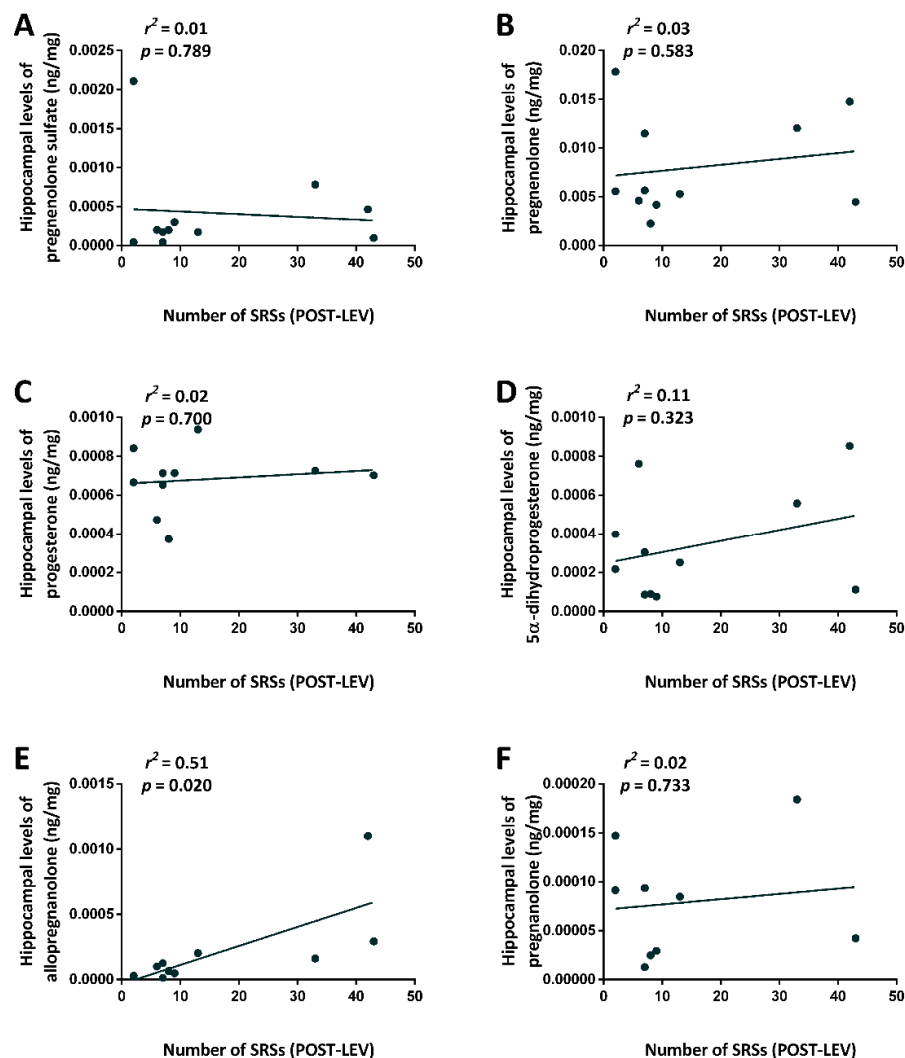 A
r² = 0.01
p = 0.789
Hippocampal levels of
pregnenolone sulfate (ng/mg)
0.0025
0.0020
0.0015
0.0010
0.0005
0.0000
0 10 20 30 40 50
Number of SRSs (POST-LEV)
B
r² = 0.03
p = 0.583
Hippocampal levels of
pregnenolone (ng/mg)
0.020
0.015
0.010
0.005
0.000
0 10 20 30 40 50
Number of SRSs (POST-LEV)
C
r² = 0.02
p = 0.700
Hippocampal levels of
progesterone (ng/mg)
0.0010
0.0008
0.0006
0.0004
0.0002
0.0000
0 10 20 30 40 50
Number of SRSs (POST-LEV)
D
r² = 0.11
p = 0.323
Hippocampal levels of
5α-dihydroprogesterone (ng/mg)
0.0010
0.0008
0.0006
0.0004
0.0002
0.0000
0 10 20 30 40 50
Number of SRSs (POST-LEV)
E
r² = 0.51
p = 0.020
Hippocampal levels of
allopregnanolone (ng/mg)
0.0015
0.0010
0.0005
0.0000
0 10 20 30 40 50
Number of SRSs (POST-LEV)
F
r² = 0.02
p = 0.733
Hippocampal levels of
pregnanolone (ng/mg)
0.00020
0.00015
0.00010
0.00005
0.00000
0 10 20 30 40 50
Number of SRSs (POST-LEV)